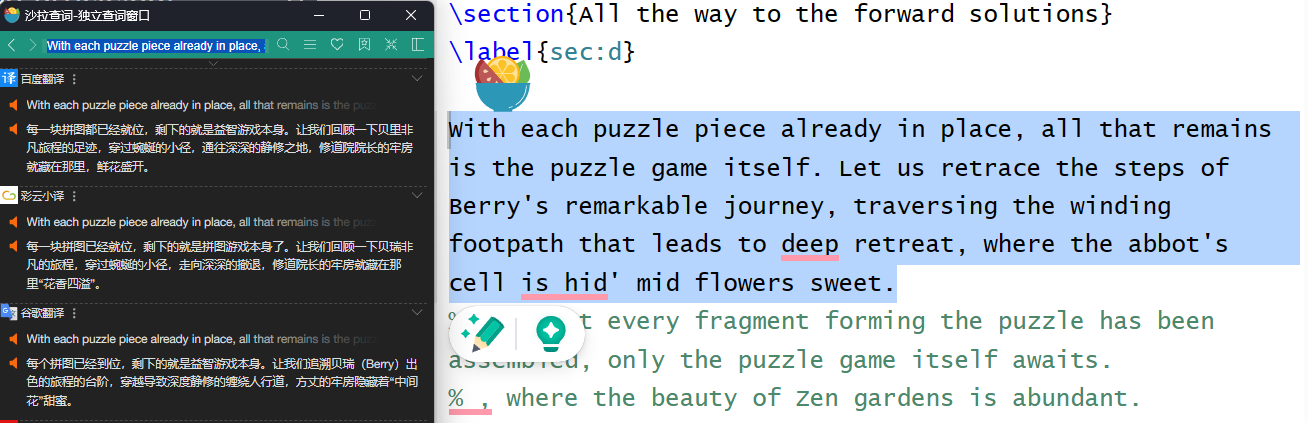 沙拉查词-独立查词窗口
With each puzzle piece already in place,
译 百度翻译
With each puzzle piece already in place, all that remains is the puzz
每一块拼图都已经就位，剩下的就是益智游戏本身。让我们回顾一下贝里非
凡旅程的足迹，穿过蜿蜒的小径，通往深深的静修之地，修道院院长的牢房
就藏在那里，鲜花盛开。
彩云小译
With each puzzle piece already in place, all that remains is the puzz
每一块拼图已经就位，剩下的就是拼图游戏本身了。让我们回顾一下贝瑞非
凡的旅程，穿过蜿蜒的小径，走向深深的撤退，修道院长的牢房就藏在那
里“花香四溢”。
谷歌翻译
With each puzzle piece already in place, all that remains is the puzz
每个拼图已经到位，剩下的就是益智游戏本身。让我们追溯贝瑞（Berry）出
色的旅程的台阶，穿越导致深度静修的缠绕人行道，方丈的牢房隐藏着“中间
花”甜蜜。
\section{All the way to the forward solutions}
\label{sec:d}
With each puzzle piece already in place, all that remains
is the puzzle game itself. Let us retrace the steps of
Berry's remarkable journey, traversing the winding
footpath that leads to deep retreat, where the abbot's
cell is hid' mid flowers sweet.
% t every fragment forming the puzzle has been
assembled, only the puzzle game itself awaits.
% , where the beauty of Zen gardens is abundant.